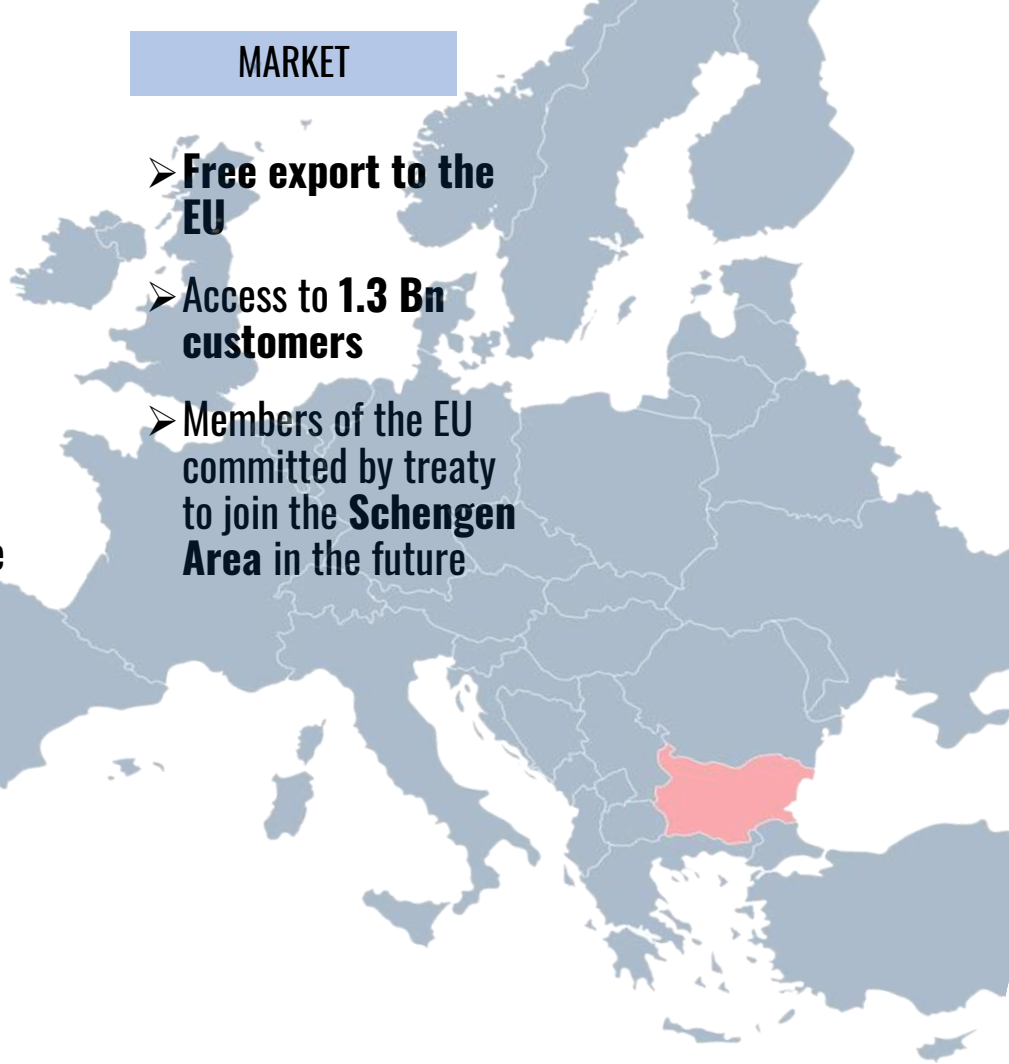 MARKET
➢ Free export to the
EU
➢ Access to 1.3 Bn
customers
➢ Members of the EU
committed by treaty
to join the Schengen
Area in the future
e